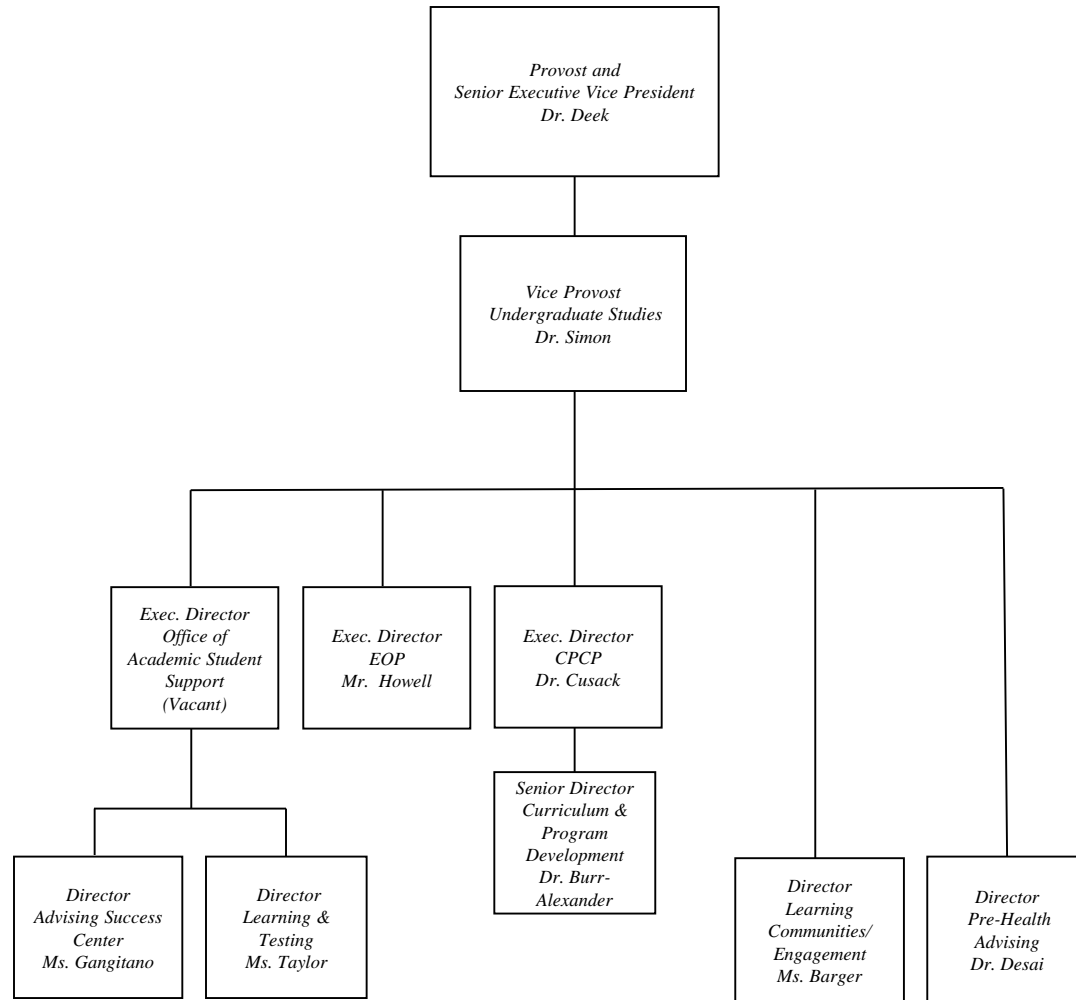 Provost and
Senior Executive Vice President
Dr. Deek
Vice Provost
Undergraduate Studies
Dr. Simon
Exec. Director
Office of
Academic Student
Support
(Vacant)
Exec. Director
EOP
Mr. Howell
Exec. Director
CPCP
Dr. Cusack
Senior Director
Curriculum &
Program
Development
Dr. Burr-
Alexander
Director
Advising Success
Center
Ms. Gangitano
Director
Learning &
Testing
Ms. Taylor
Director
Learning
Communities/
Engagement
Ms. Barger
Director
Pre-Health
Advising
Dr. Desai